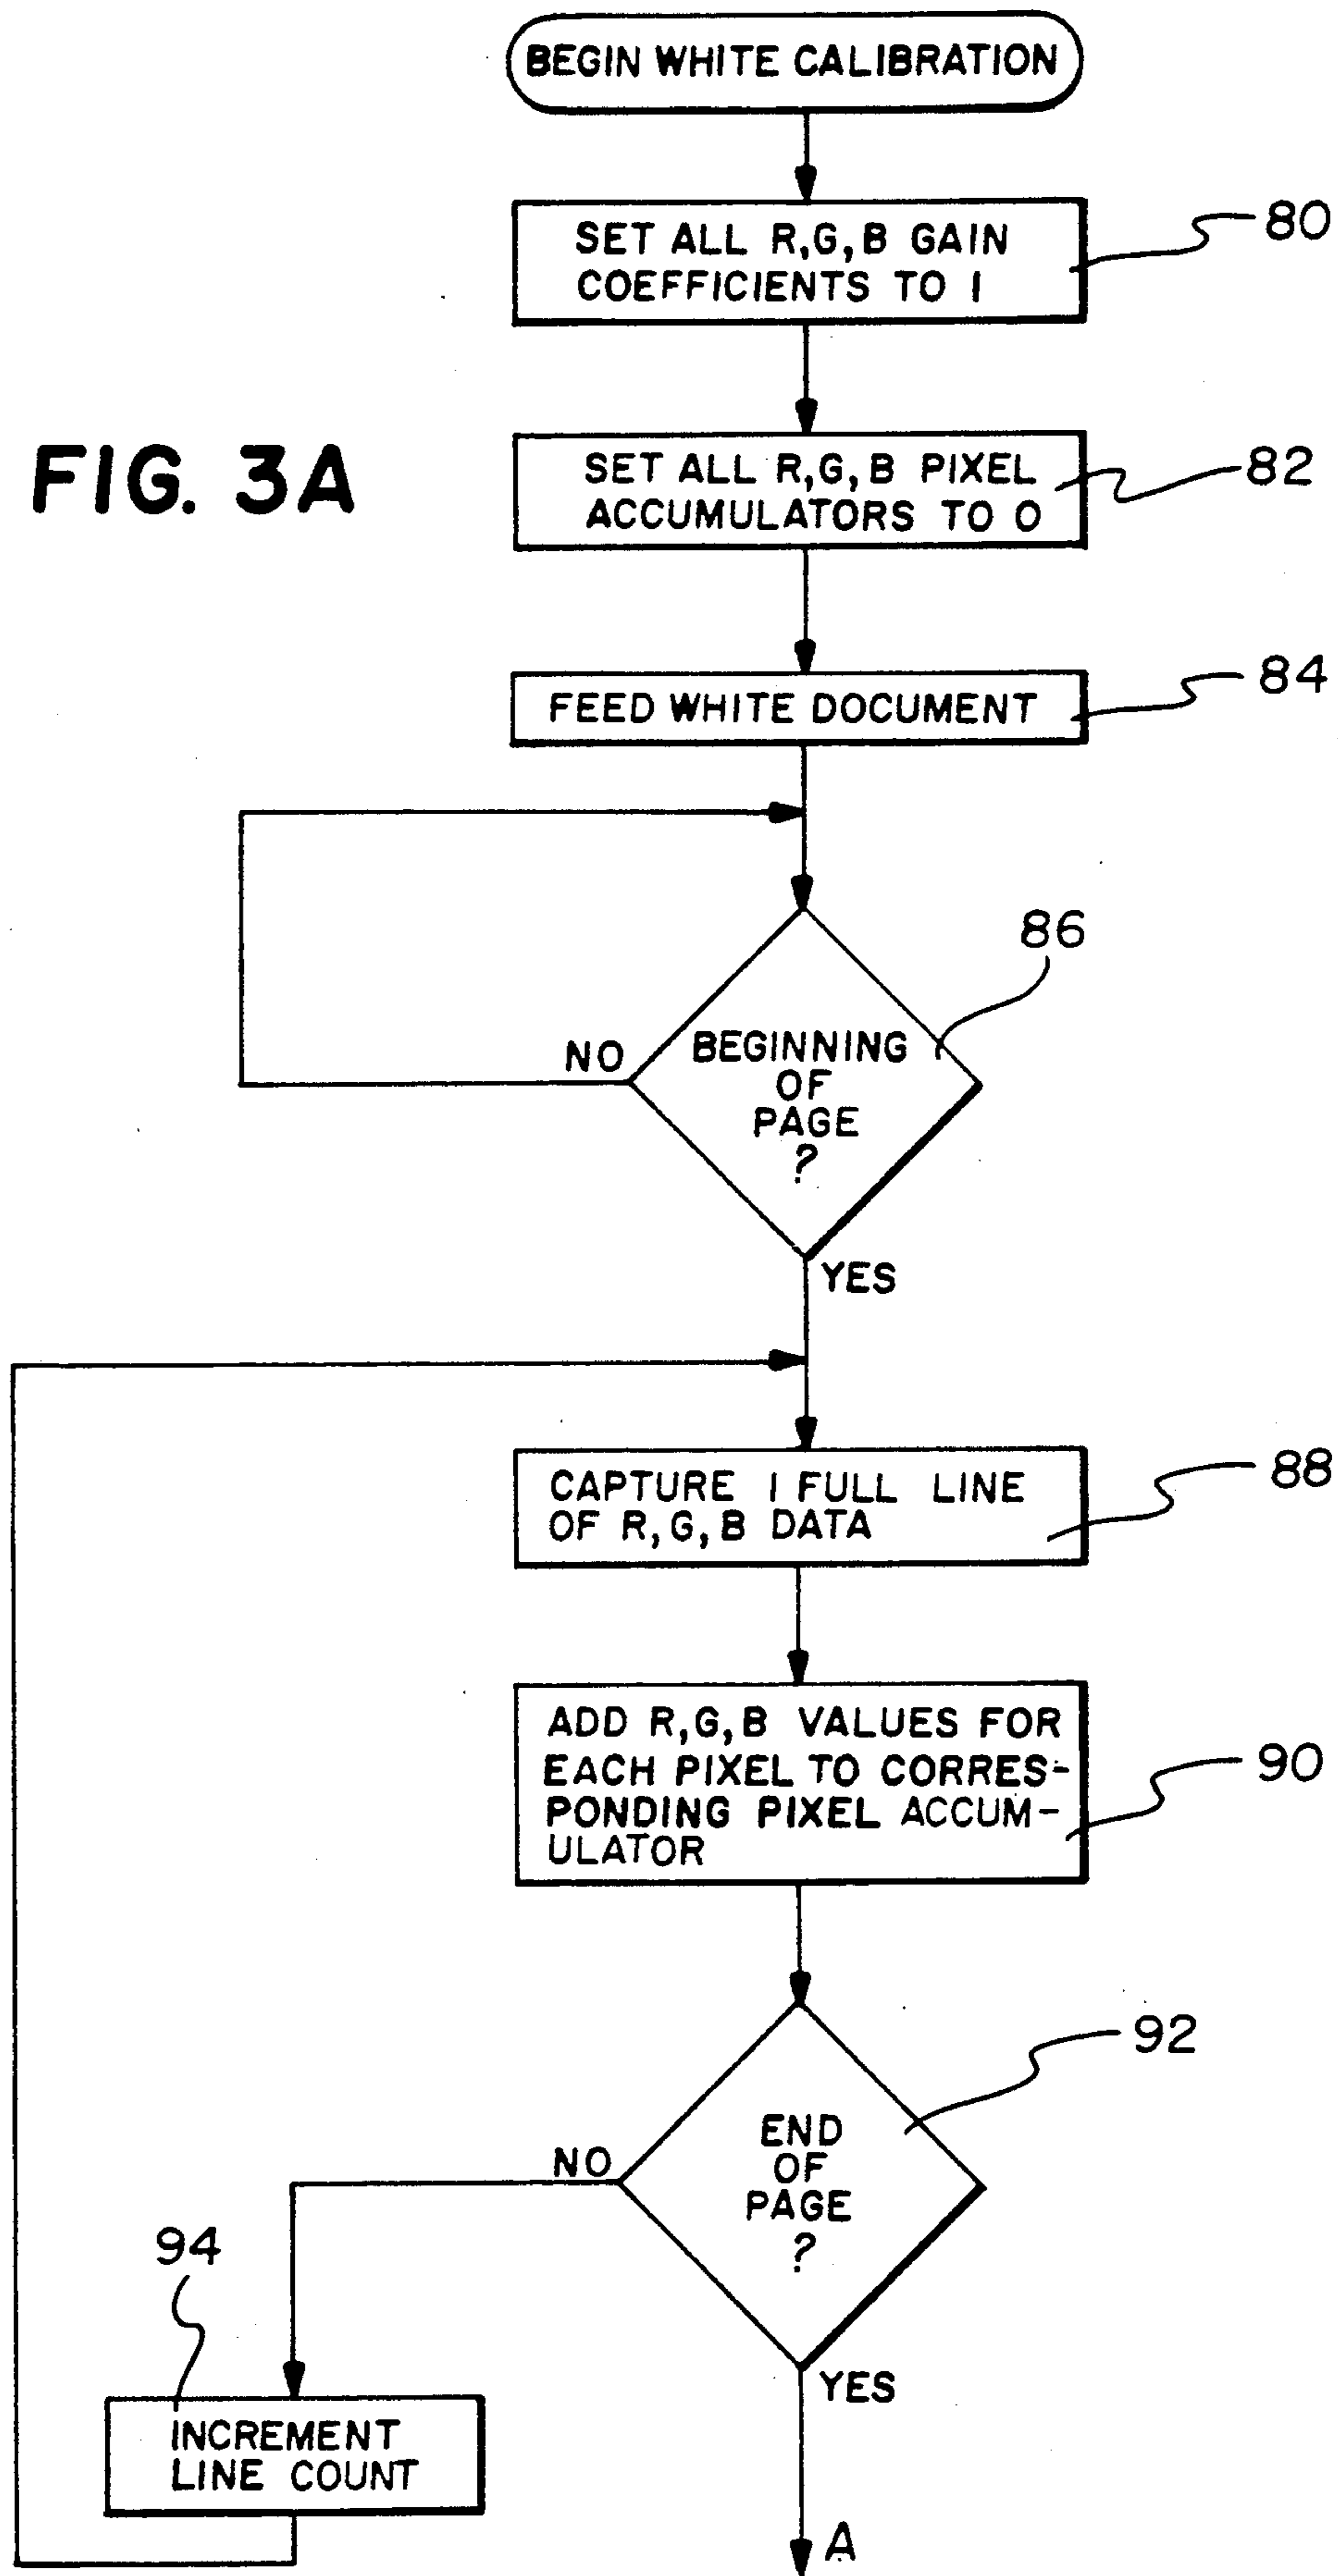 BEGIN WHITE CALIBRATION
SET ALL R,G,B GAIN
COEFFICIENTS TO 1
80
FIG. 3A
SET ALL R,G,B PIXEL
ACCUMULATORS TO 0
82
FEED WHITE DOCUMENT
84
86
NO
BEGINNING
OF
PAGE
?
YES
CAPTURE 1 FULL LINE
OF R,G,B DATA
88
ADD R,G,B VALUES FOR
EACH PIXEL TO CORRES-
PONDING PIXEL ACCUM-
ULATOR
90
92
NO
END
OF
PAGE
?
YES
94
INCREMENT
LINE COUNT
A